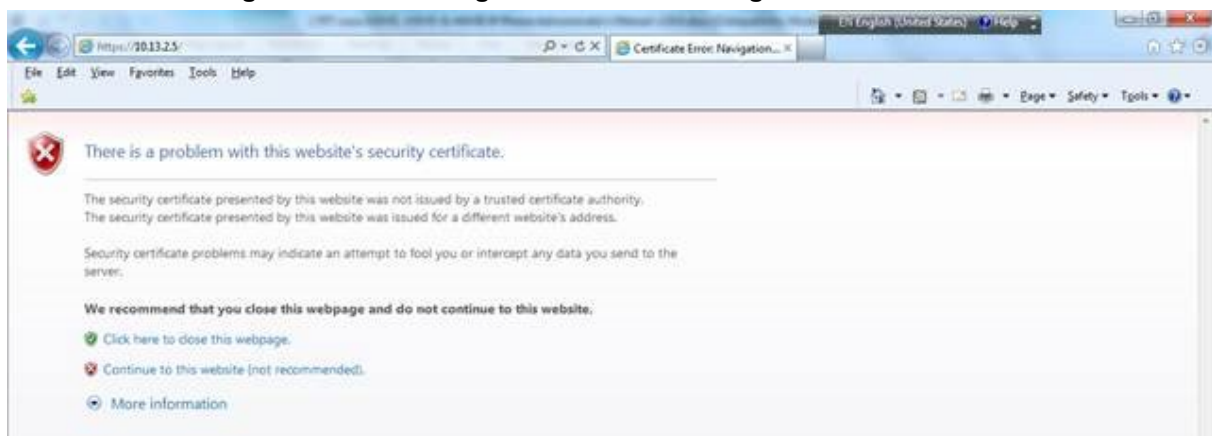 EN English (United States) Help
https://10.13.2.5/
Certificate Error: Navigation...
File Edit View Favorites Tools Help
Page Safety Tools
There is a problem with this website's security certificate.
The security certificate presented by this website was not issued by a trusted certificate authority.
The security certificate presented by this website was issued for a different website's address.
Security certificate problems may indicate an attempt to fool you or intercept any data you send to the
server.
We recommend that you close this webpage and do not continue to this website.
Click here to close this webpage.
Continue to this website (not recommended).
More information